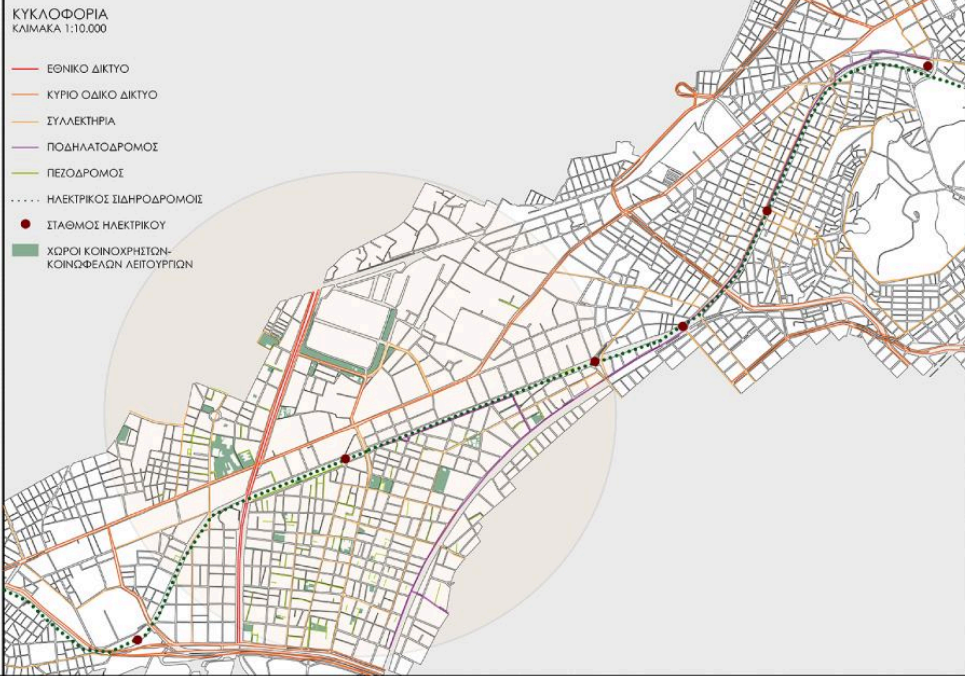 ΚΥΚΛΟΦΟΡΙΑ
ΚΛΙΜΑΚΑ 1:10.000
ΕΘΝΙΚΟ ΔΙΚΤΥΟ
ΚΥΡΙΟ ΟΔΙΚΟ ΔΙΚΤΥΟ
ΣΥΛΛΕΚΤΗΡΙΑ
ΠΟΔΗΛΑΤΟΔΡΟΜΟΣ
ΠΕΖΟΔΡΟΜΟΣ
ΗΛΕΚΤΡΙΚΟΣ ΣΙΔΗΡΟΔΡΟΜΟΙΣ
ΣΤΑΘΜΟΣ ΗΛΕΚΤΡΙΚΟΥ
ΧΩΡΟΙ ΚΟΙΝΟΧΡΗΣΤΩΝ-
ΚΟΙΝΩΦΕΛΩΝ ΛΕΙΤΟΥΡΓΙΩΝ